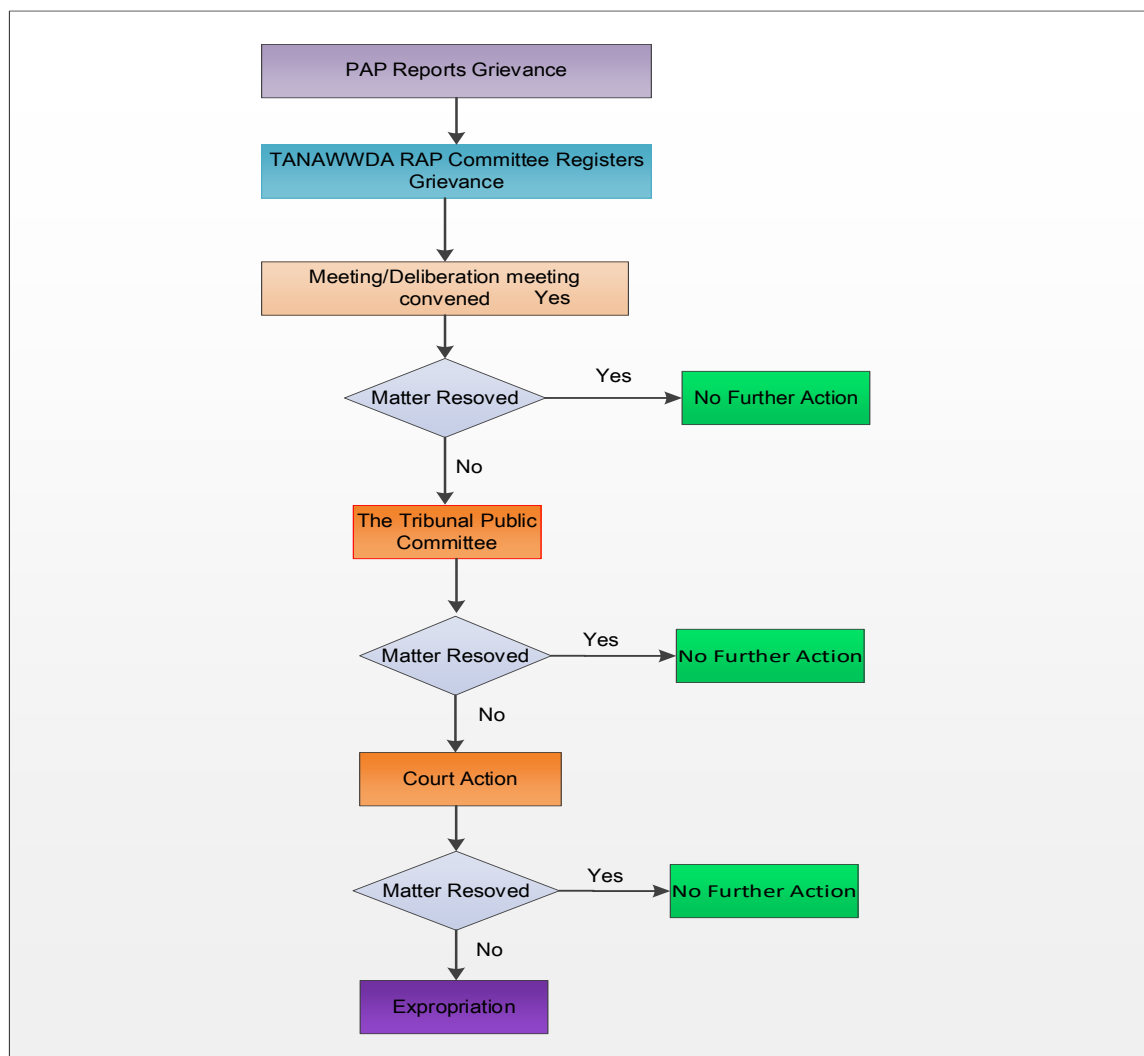 PAP Reports Grievance
TANAWWDA RAP Committee Registers
Grievance
Meeting/Deliberation meeting
convened Yes
Matter Resoved
Yes
No Further Action
No
The Tribunal Public
Committee
Matter Resoved
Yes
No Further Action
No
Court Action
Matter Resoved
Yes
No Further Action
No
Expropriation